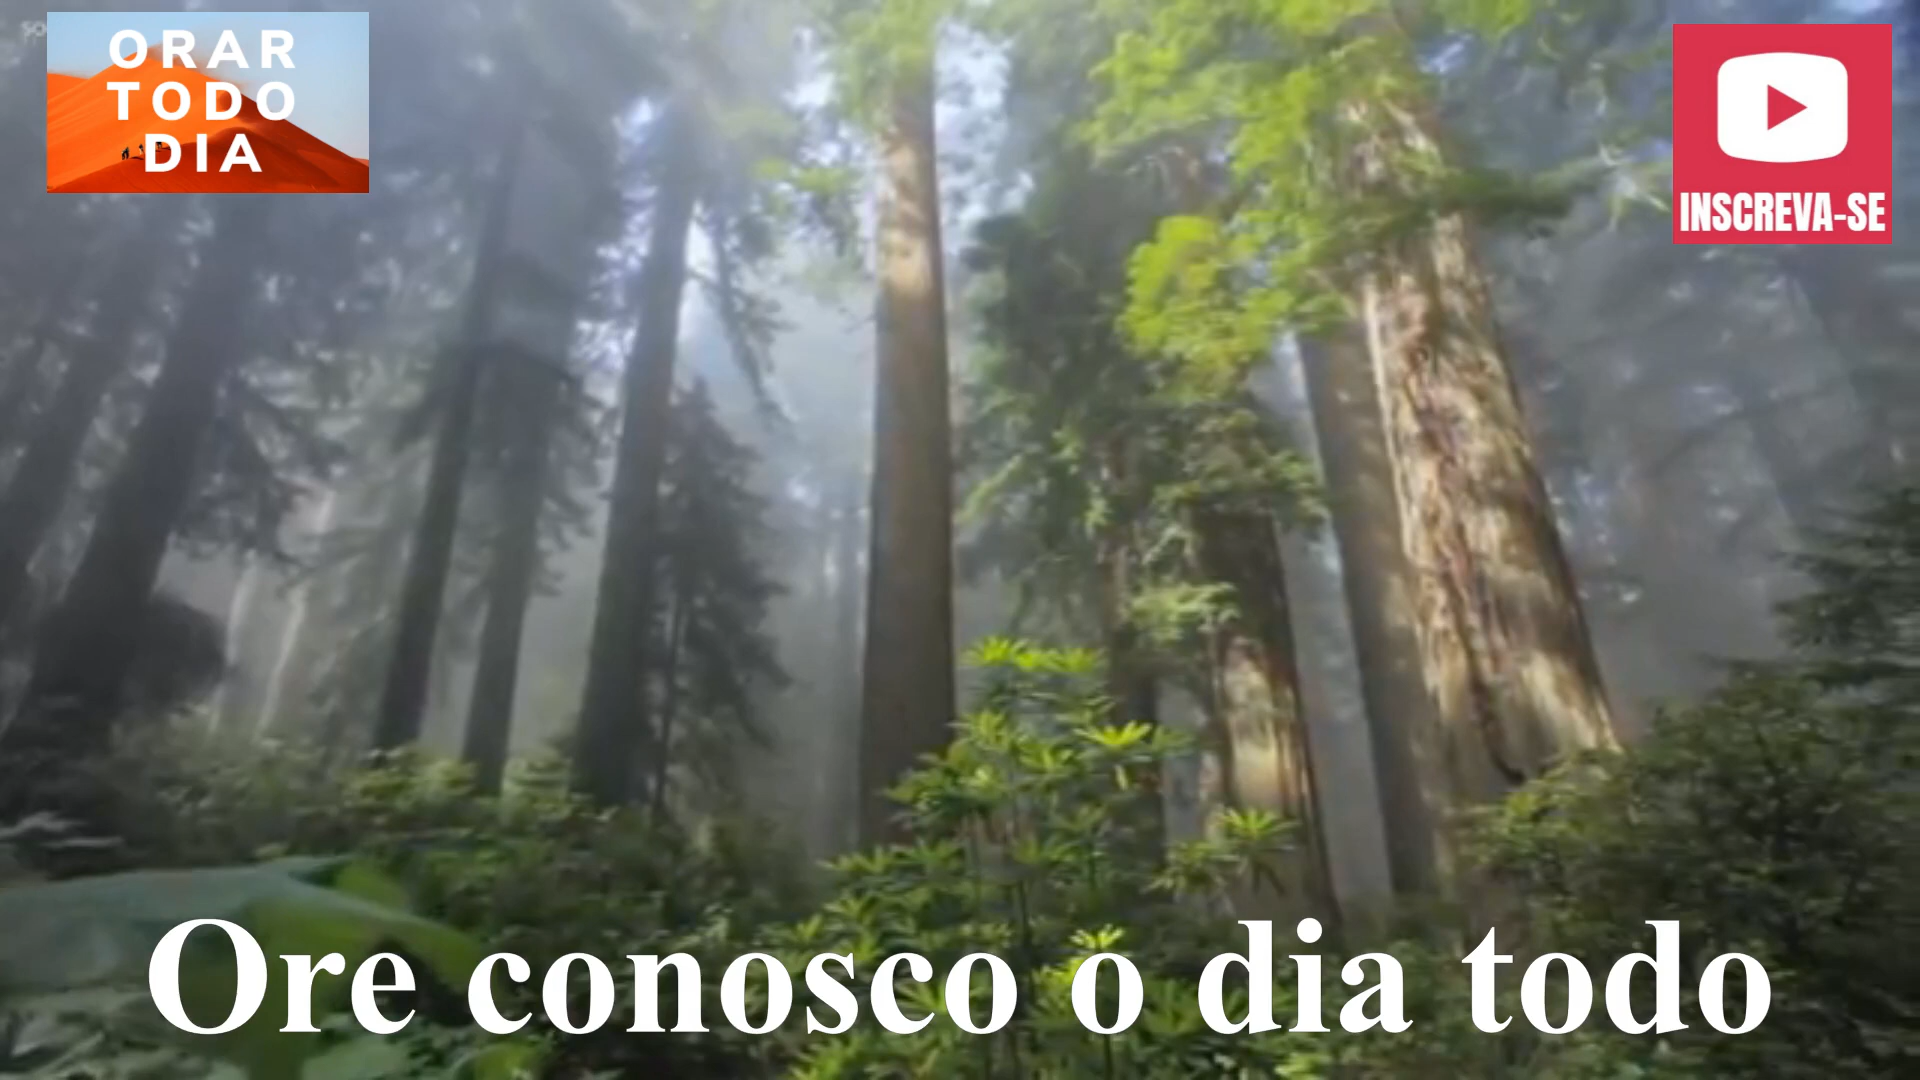 ORAR
TODO
DIA
INSCREVA-SE
Ore conosco o dia todo